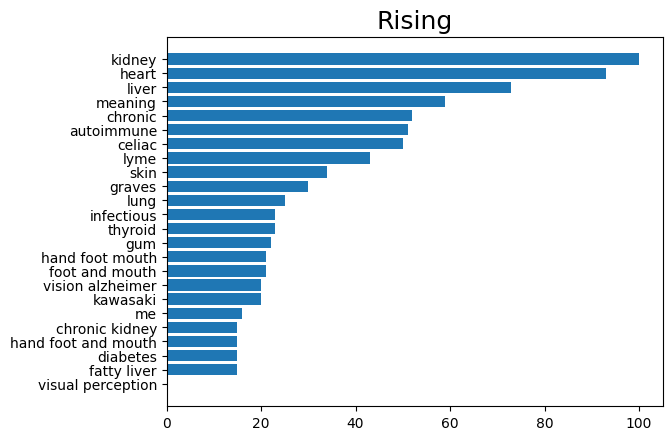 Rising
kidney
heart
liver
meaning
chronic
autoimmune
celiac
lyme
skin
graves
lung
infectious
thyroid
gum
hand foot mouth
foot and mouth
vision alzheimer
kawasaki
me
chronic kidney
hand foot and mouth
diabetes
fatty liver
visual perception
0 20 40 60 80 100